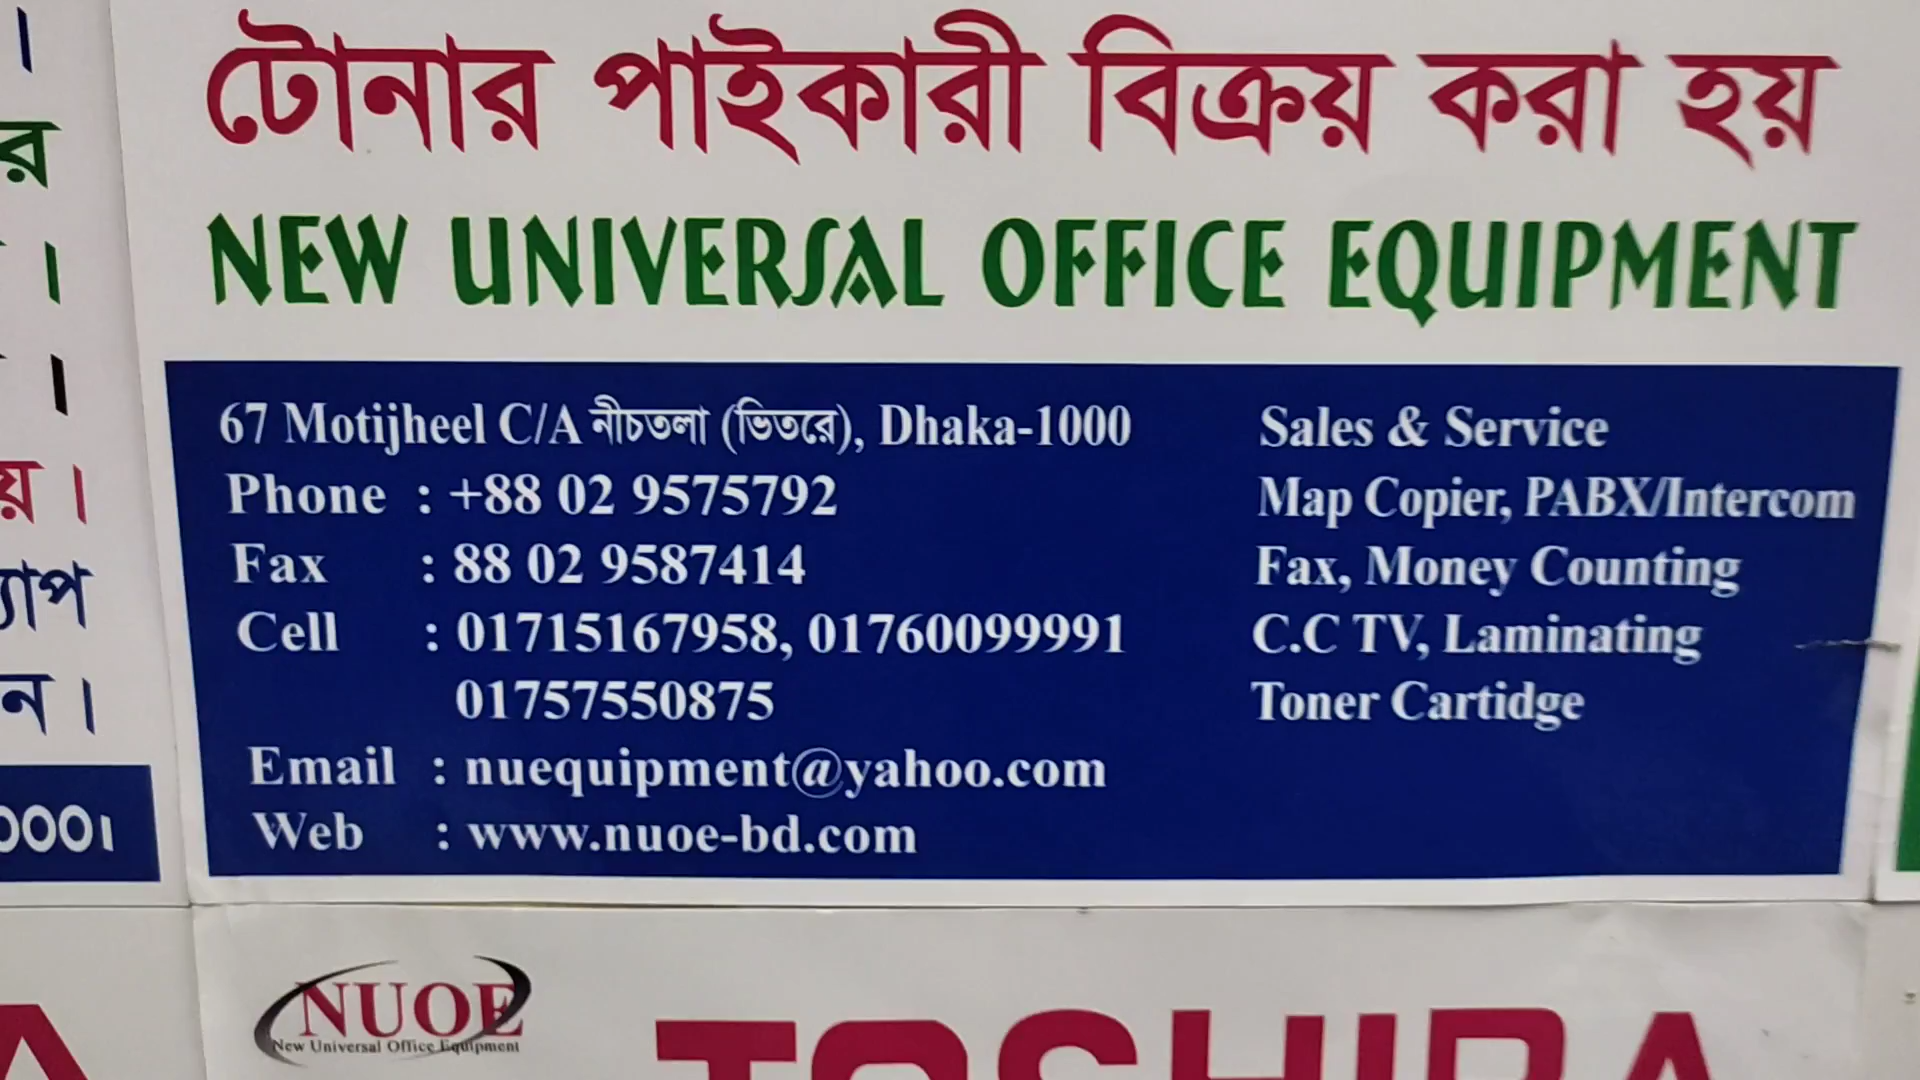 টোনার পাইকারী বিক্রয় করা হয়
NEW UNIVERSAL OFFICE EQUIPMENT
67 Motijheel C/A নীচতলা (ভিতরে), Dhaka-1000
Phone : +88 02 9575792
Fax : 88 02 9587414
Cell : 01715167958, 01760099991
01757550875
Email : nuequipment@yahoo.com
Web : www.nuoe-bd.com
Sales & Service
Map Copier, PABX/Intercom
Fax, Money Counting
C.C TV, Laminating
Toner Cartidge
NUOE
New Universal Office Equipment
TOSHIBA